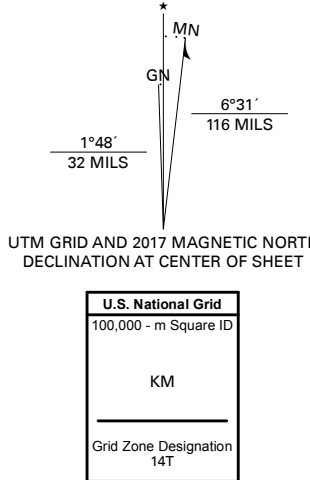 ★
MN
GN
6°31´
116 MILS
1°48´
32 MILS
UTM GRID AND 2017 MAGNETIC NORTH
DECLINATION AT CENTER OF SHEET
U.S. National Grid
100,000 - m Square ID
KM
Grid Zone Designation
14T